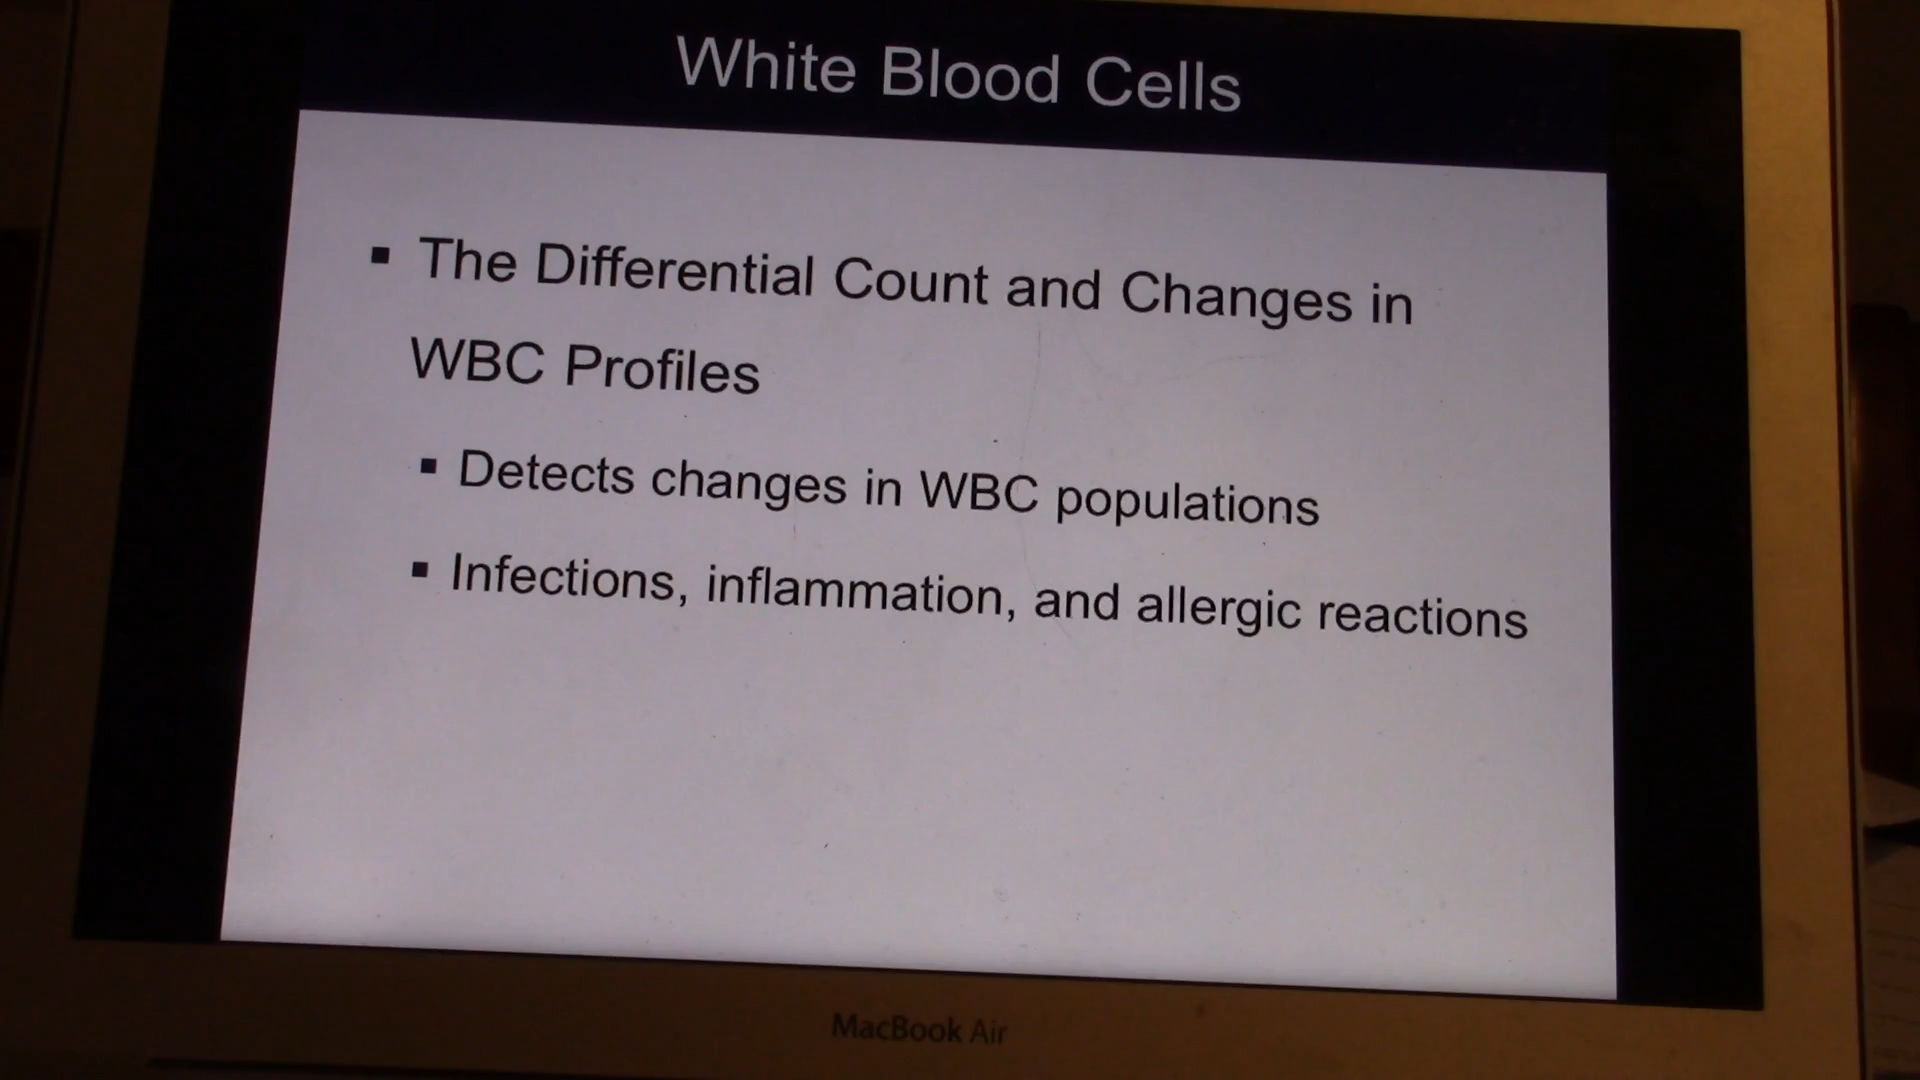 White Blood Cells
▪ The Differential Count and Changes in
WBC Profiles
▪ Detects changes in WBC populations
▪ Infections, inflammation, and allergic reactions
MacBook Air